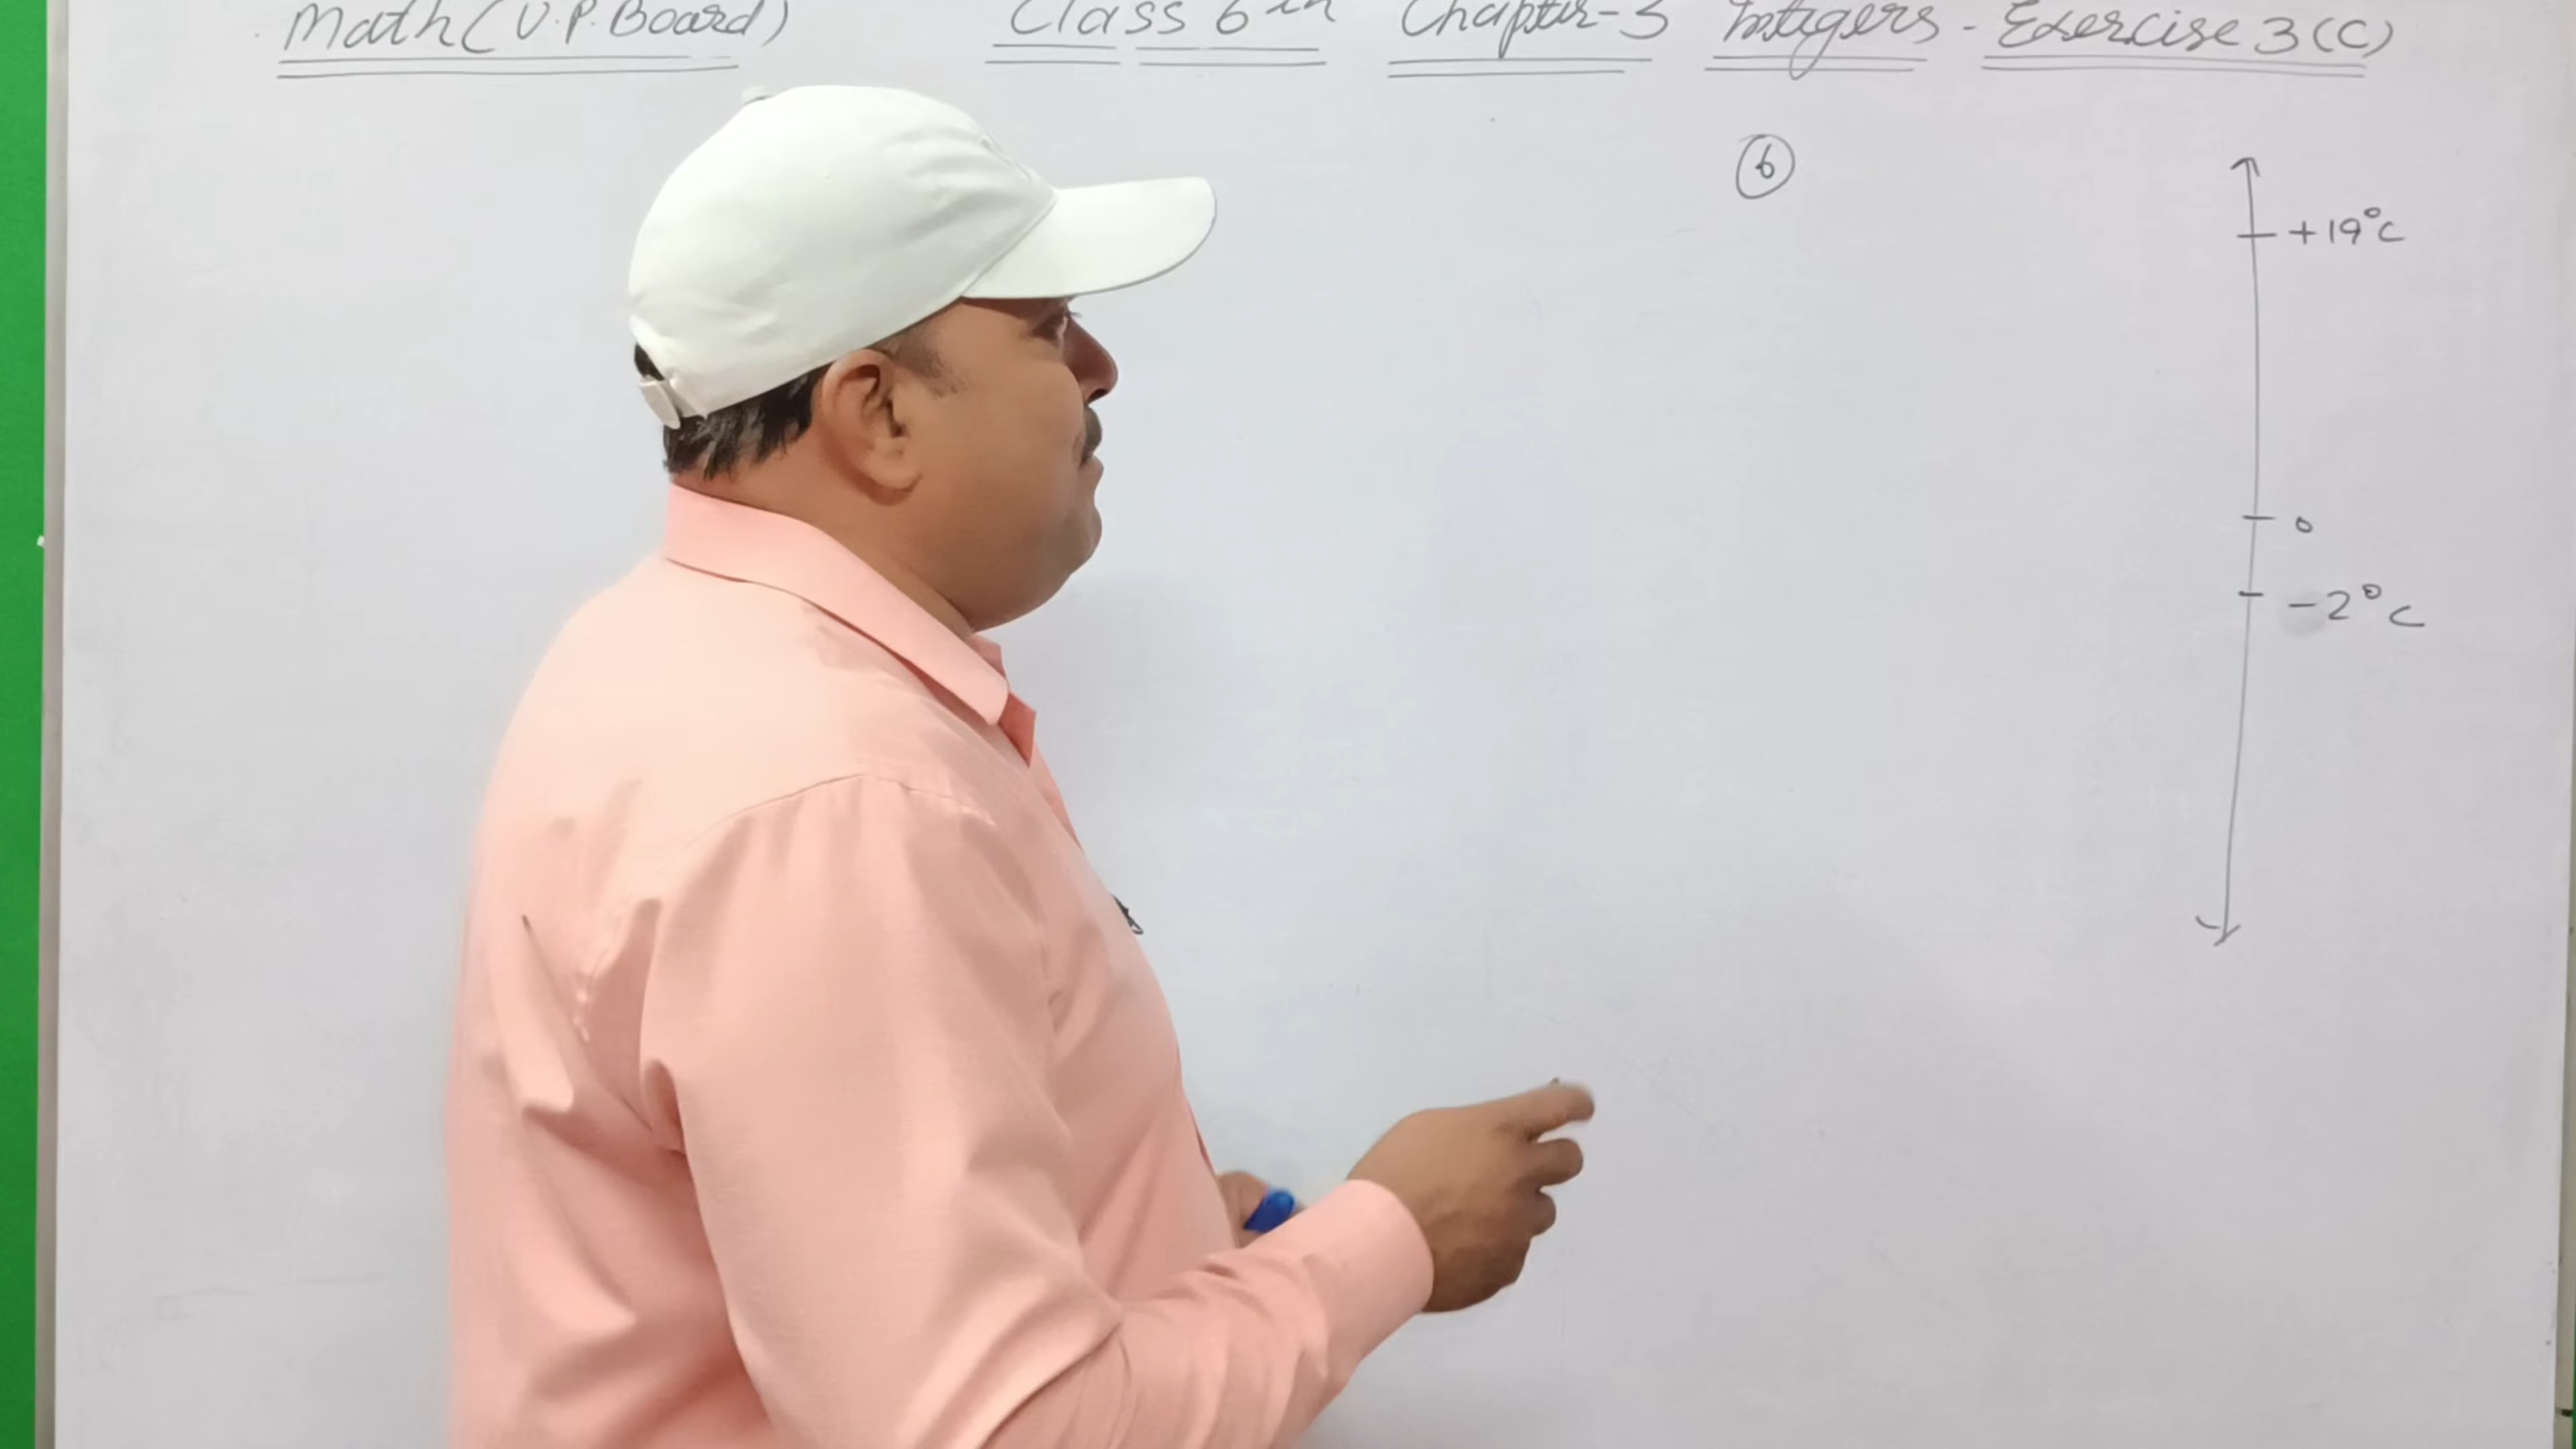 Math (U.P. Board) Class 6th Chapter-3 Integers - Exercise 3(C)
6
+19°C
0
-2°C